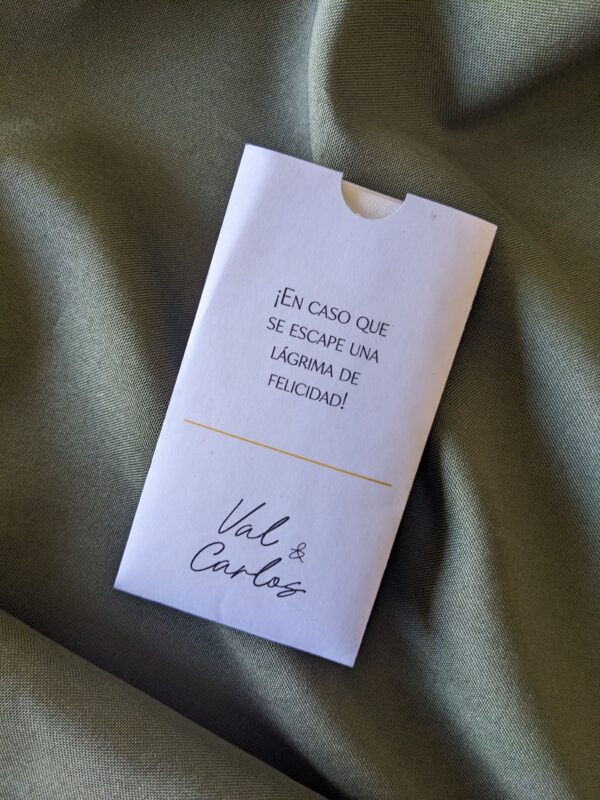 ¡En caso que
se escape una
lágrima de
felicidad!
Val &
Carlos